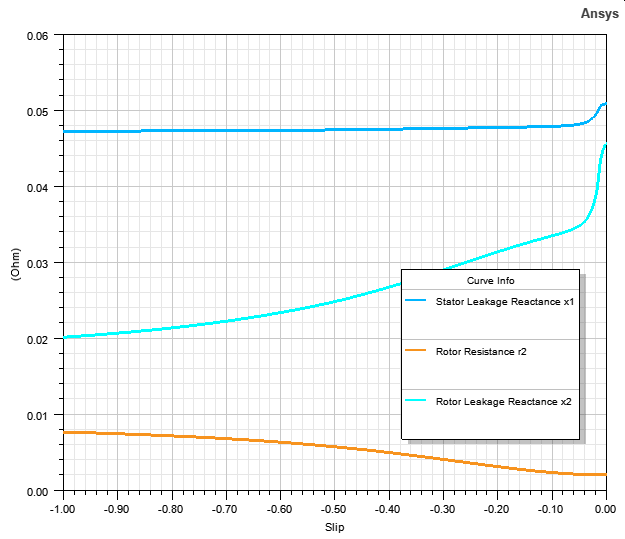 Ansys
0.06
0.05
0.04
0.03
0.02
0.01
0.00
(Ohm)
Curve Info
Stator Leakage Reactance x1
Rotor Resistance r2
Rotor Leakage Reactance x2
-1.00 -0.90 -0.80 -0.70 -0.60 -0.50 -0.40 -0.30 -0.20 -0.10 0.00
Slip